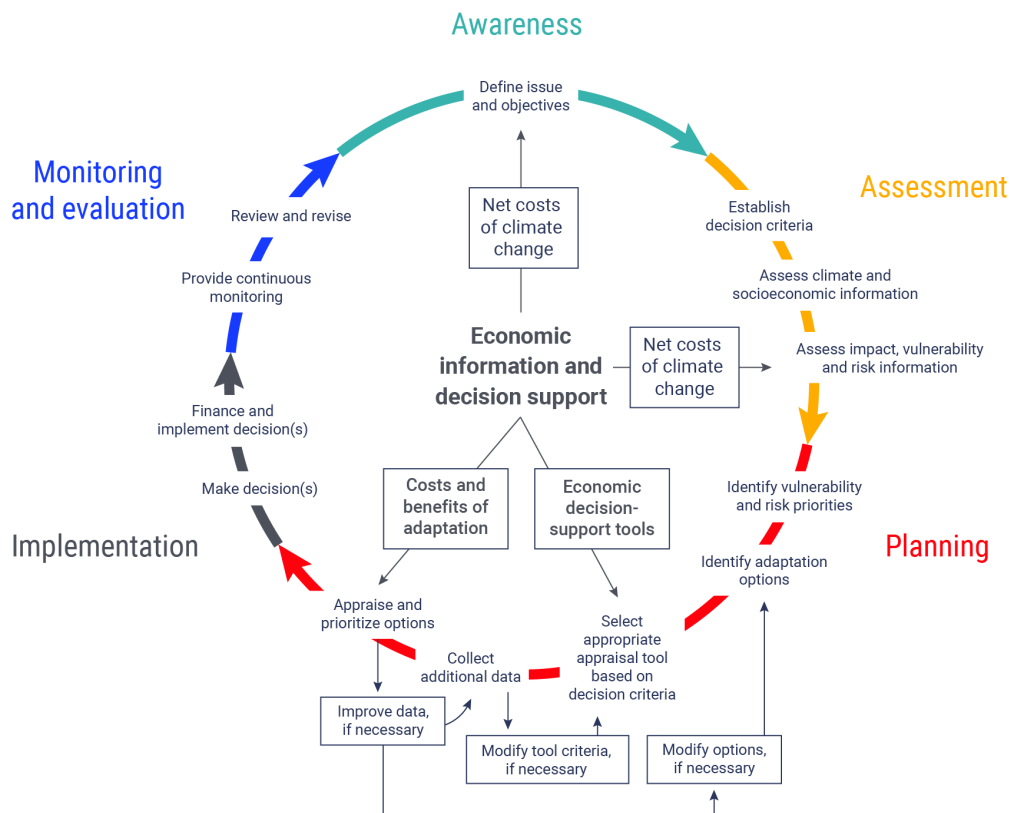 Awareness
Define issue
and objectives
Monitoring
and evaluation
Assessment
Review and revise
Net costs
of climate
change
Establish
decision criteria
Provide continuous
monitoring
Assess climate and
socioeconomic information
Economic
information and
decision support
Net costs
of climate
change
Assess impact, vulnerability
and risk information
Finance and
implement decision(s)
Make decision(s)
Costs and
benefits of
adaptation
Economic
decision-
support tools
Identify vulnerability
and risk priorities
Implementation
Planning
Identify adaptation
options
Appraise and
prioritize options
Select
appropriate
appraisal tool
based on
decision criteria
Collect
additional data
Improve data,
if necessary
Modify tool criteria,
if necessary
Modify options,
if necessary